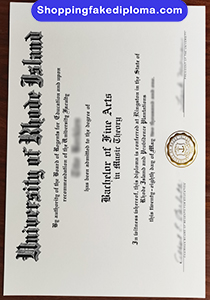 Shoppingfakediploma.com
University of Rhode Island
By authority of the Board of Regents for Education and upon
recommendation of the University Faculty
has been admitted to the degree of
Bachelor of Fine Arts
in Music Theory
In witness whereof, this diploma is conferred at Kingston in the State of
Rhode Island and Providence Plantations
this twenty-eighth day of May two thousand and